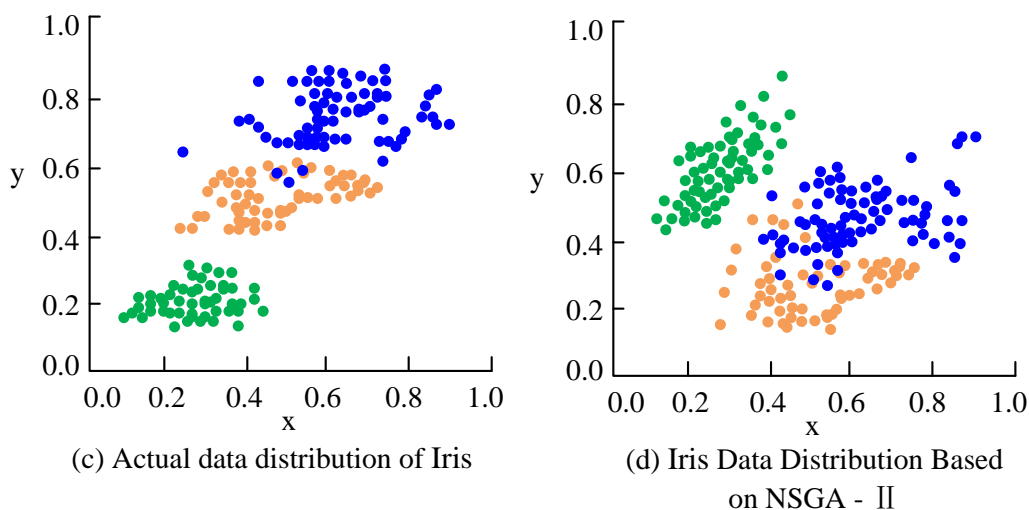 1.0
0.8
y
0.6
0.4
0.2
0.0
0.0 0.2 0.4 0.6 0.8 1.0
x
(c) Actual data distribution of Iris
1.0
0.8
y
0.6
0.4
0.2
0.0
0.0 0.2 0.4 0.6 0.8 1.0
x
(d) Iris Data Distribution Based
on NSGA - Ⅱ